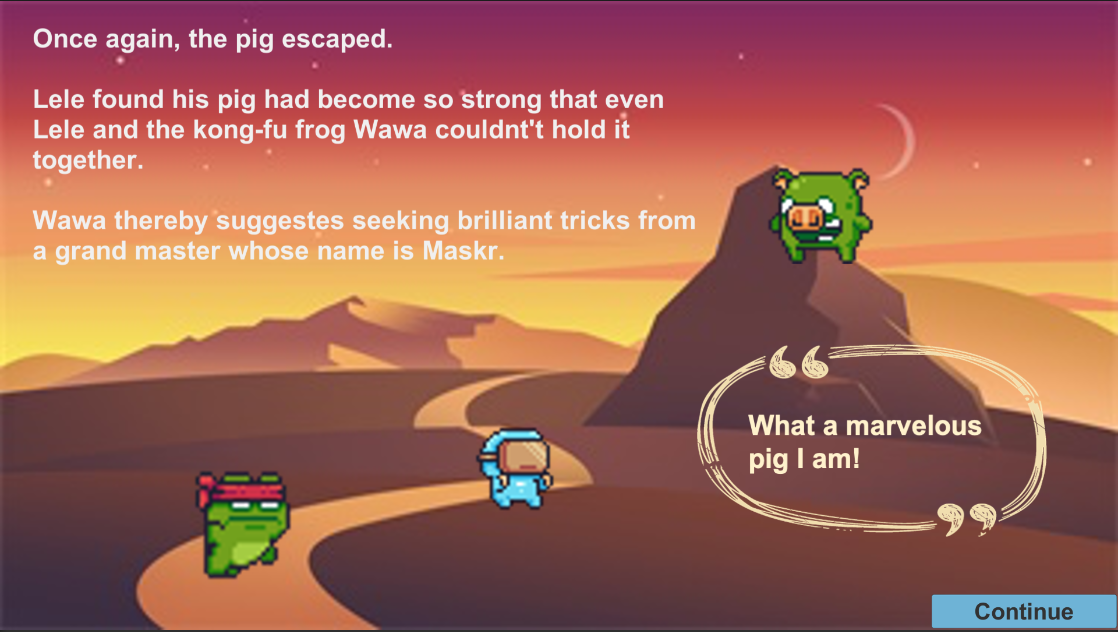 Once again, the pig escaped.
Lele found his pig had become so strong that even
Lele and the kong-fu frog Wawa couldnt't hold it
together.
Wawa thereby suggestes seeking brilliant tricks from
a grand master whose name is Maskr.
What a marvelous
pig I am!
Continue